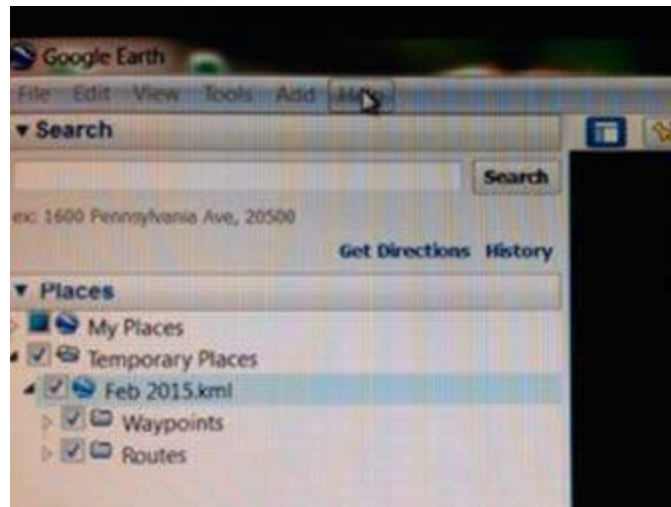 Google Earth
File Edit View Tools Add Help
Search
Search
ex: 1600 Pennsylvania Ave, 20500
Get Directions History
Places
My Places
Temporary Places
Feb 2015.kml
Waypoints
Routes